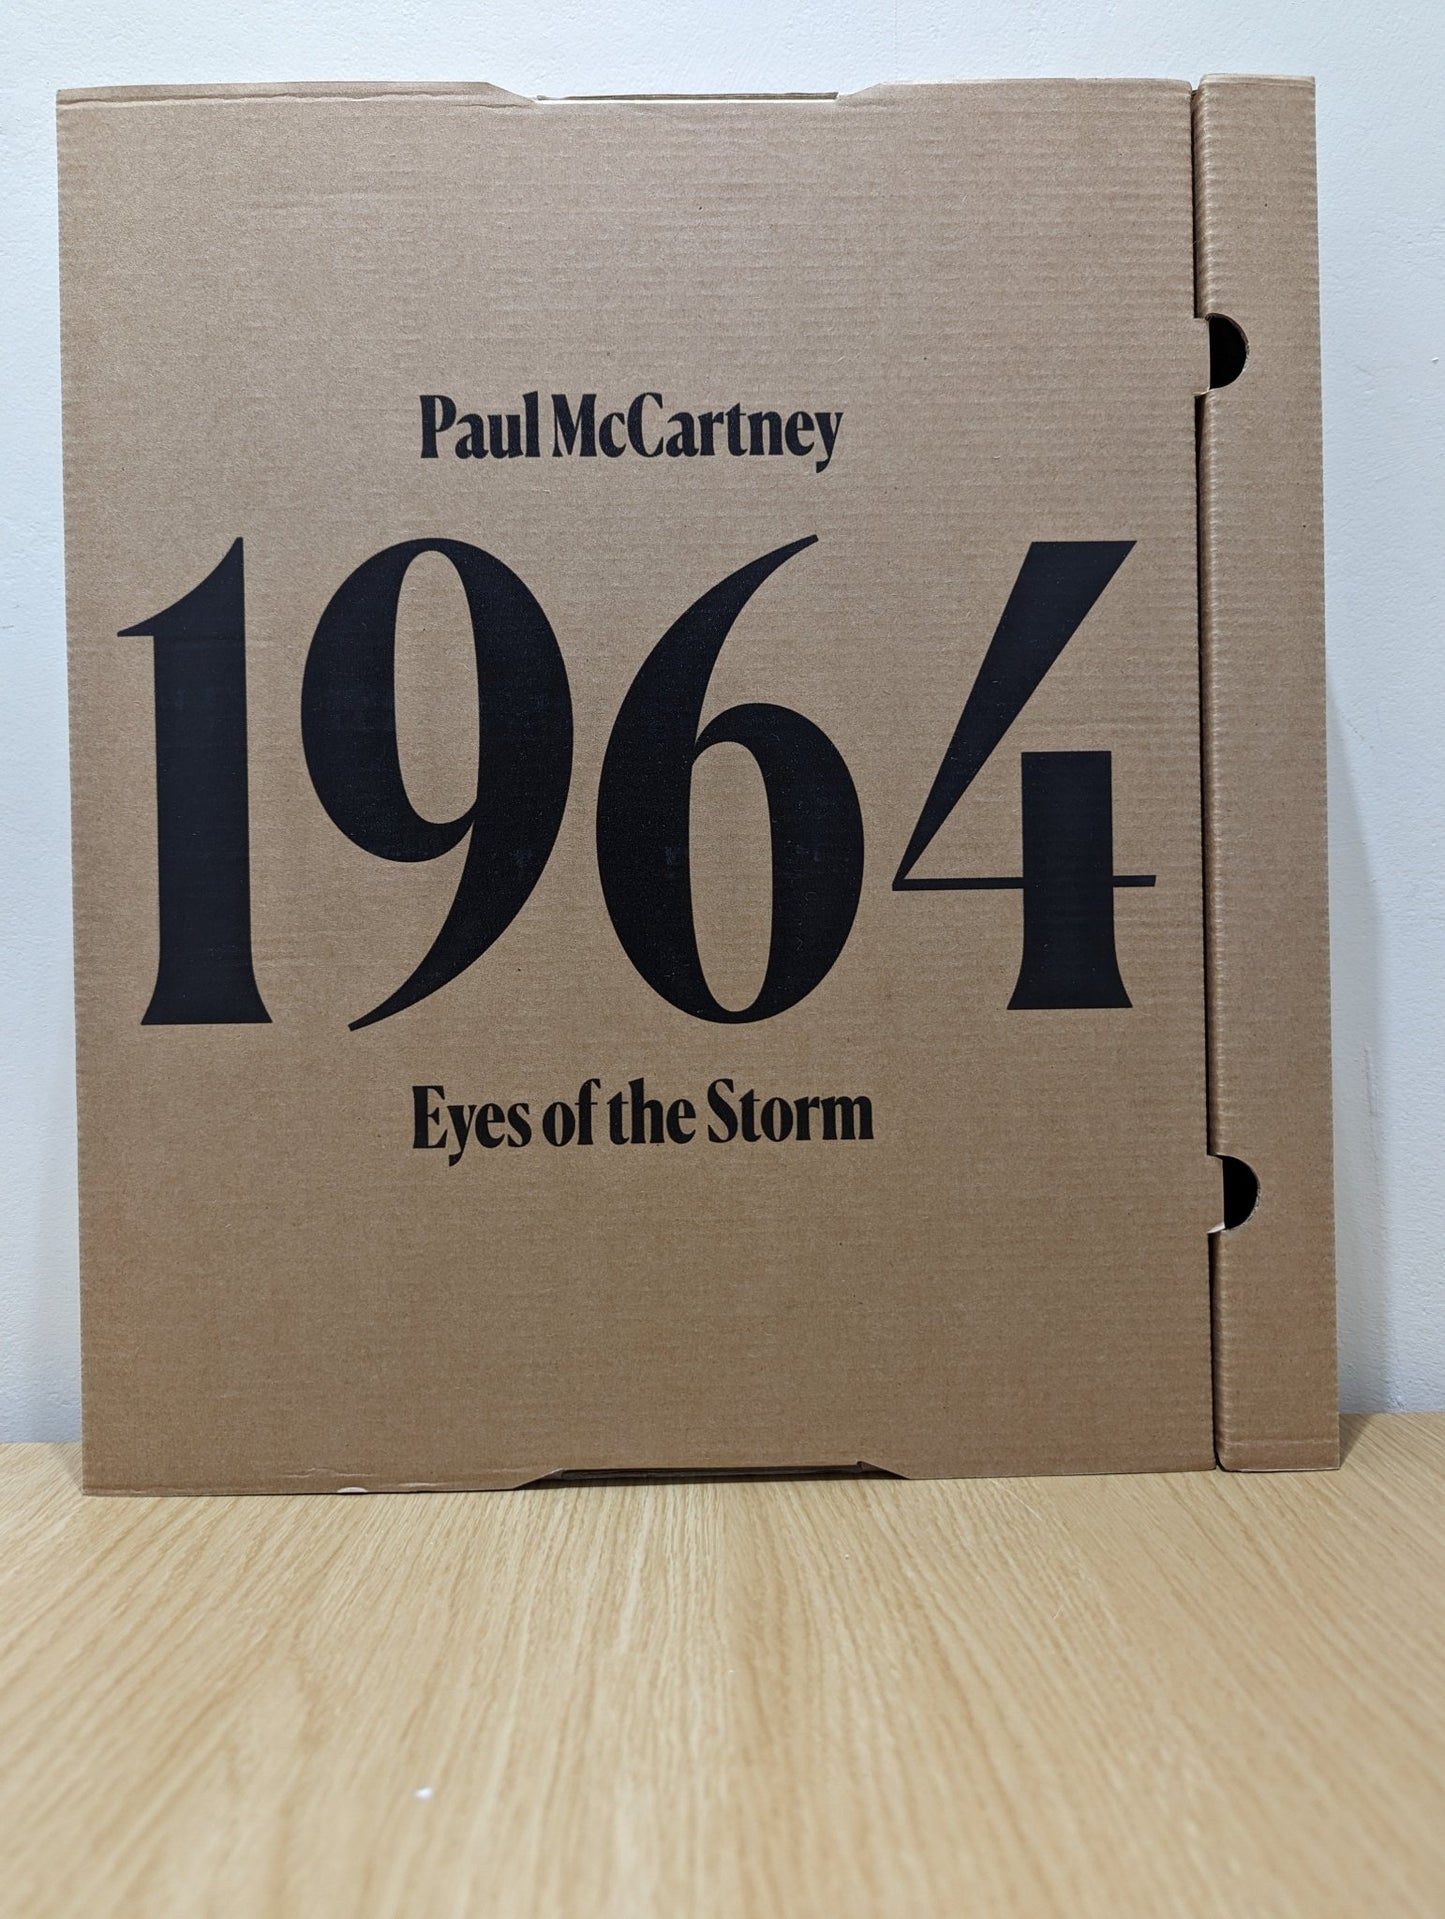 Paul McCartney
1964
Eyes of the Storm